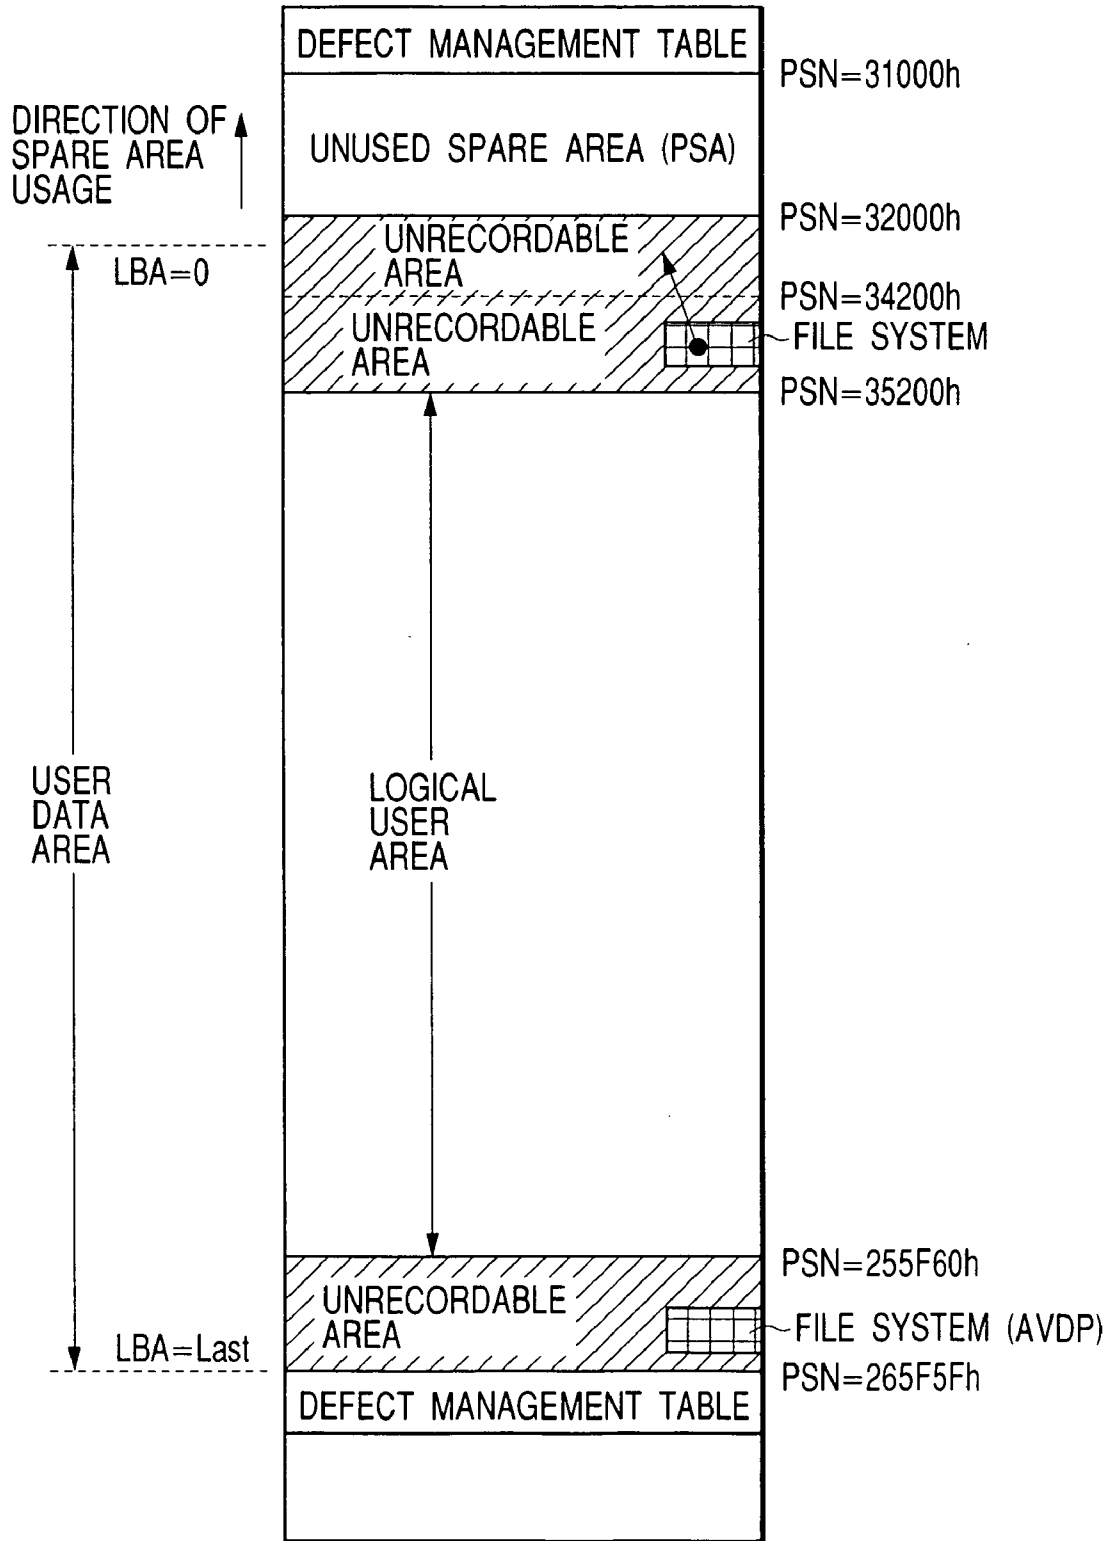 DEFECT MANAGEMENT TABLE
PSN=31000h
DIRECTION OF
SPARE AREA
USAGE
UNUSED SPARE AREA (PSA)
PSN=32000h
UNRECORDABLE
AREA
LBA=0
PSN=34200h
UNRECORDABLE
AREA
FILE SYSTEM
PSN=35200h
USER
DATA
AREA
LOGICAL
USER
AREA
PSN=255F60h
UNRECORDABLE
AREA
FILE SYSTEM (AVDP)
LBA=Last
PSN=265F5Fh
DEFECT MANAGEMENT TABLE